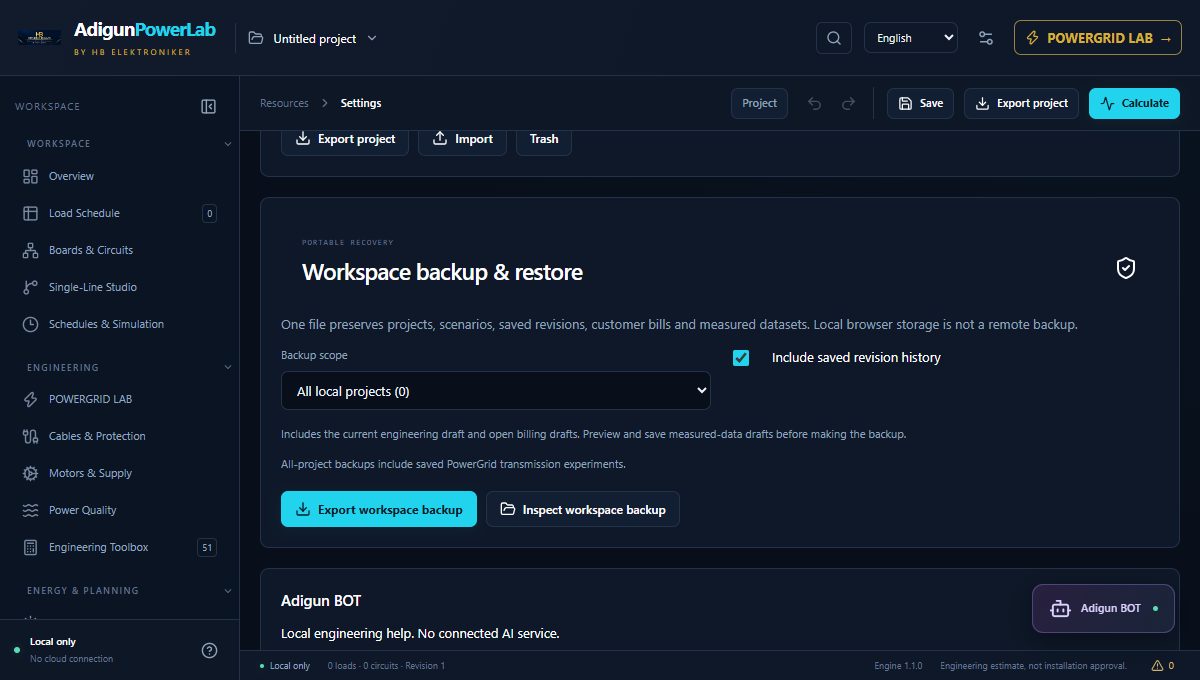 HB
AdigunPowerLab
BY HB ELEKTRONIKER
Untitled project
English
POWERGRID LAB →
WORKSPACE
WORKSPACE
Overview
Load Schedule
0
Boards & Circuits
Single-Line Studio
Schedules & Simulation
ENGINEERING
POWERGRID LAB
Cables & Protection
Motors & Supply
Power Quality
Engineering Toolbox
51
ENERGY & PLANNING
Local only
No cloud connection
Resources
Settings
Project
Save
Export project
Calculate
Export project
Import
Trash
PORTABLE RECOVERY
Workspace backup & restore
One file preserves projects, scenarios, saved revisions, customer bills and measured datasets. Local browser storage is not a remote backup.
Backup scope
Include saved revision history
All local projects (0)
Includes the current engineering draft and open billing drafts. Preview and save measured-data drafts before making the backup.
All-project backups include saved PowerGrid transmission experiments.
Export workspace backup
Inspect workspace backup
Adigun BOT
Local engineering help. No connected AI service.
Adigun BOT
Local only
0 loads · 0 circuits · Revision 1
Engine 1.1.0
Engineering estimate, not installation approval.
0